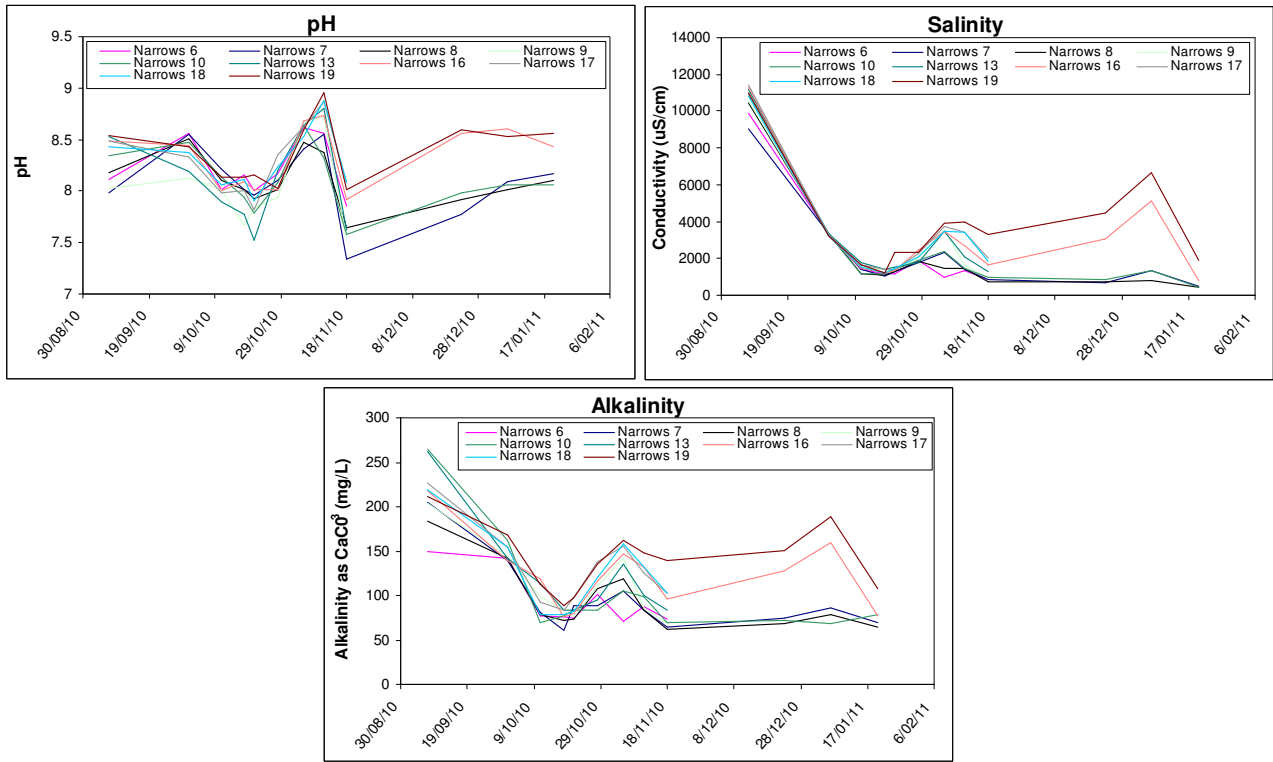 pH
9.5
9
8.5
8
7.5
7
pH
Narrows 6 Narrows 7 Narrows 8 Narrows 9
Narrows 10 Narrows 13 Narrows 16 Narrows 17
Narrows 18 Narrows 19
30/08/10 19/09/10 9/10/10 29/10/10 18/11/10 8/12/10 28/12/10 17/01/11 6/02/11
Salinity
14000
12000
10000
8000
6000
4000
2000
0
Conductivity (uS/cm)
Narrows 6 Narrows 7 Narrows 8 Narrows 9
Narrows 10 Narrows 13 Narrows 16 Narrows 17
Narrows 18 Narrows 19
30/08/10 19/09/10 9/10/10 29/10/10 18/11/10 8/12/10 28/12/10 17/01/11 6/02/11
Alkalinity
300
250
200
150
100
50
0
Alkalinity as CaC0³ (mg/L)
Narrows 6 Narrows 7 Narrows 8 Narrows 9
Narrows 10 Narrows 13 Narrows 16 Narrows 17
Narrows 18 Narrows 19
30/08/10 19/09/10 9/10/10 29/10/10 18/11/10 8/12/10 28/12/10 17/01/11 6/02/11